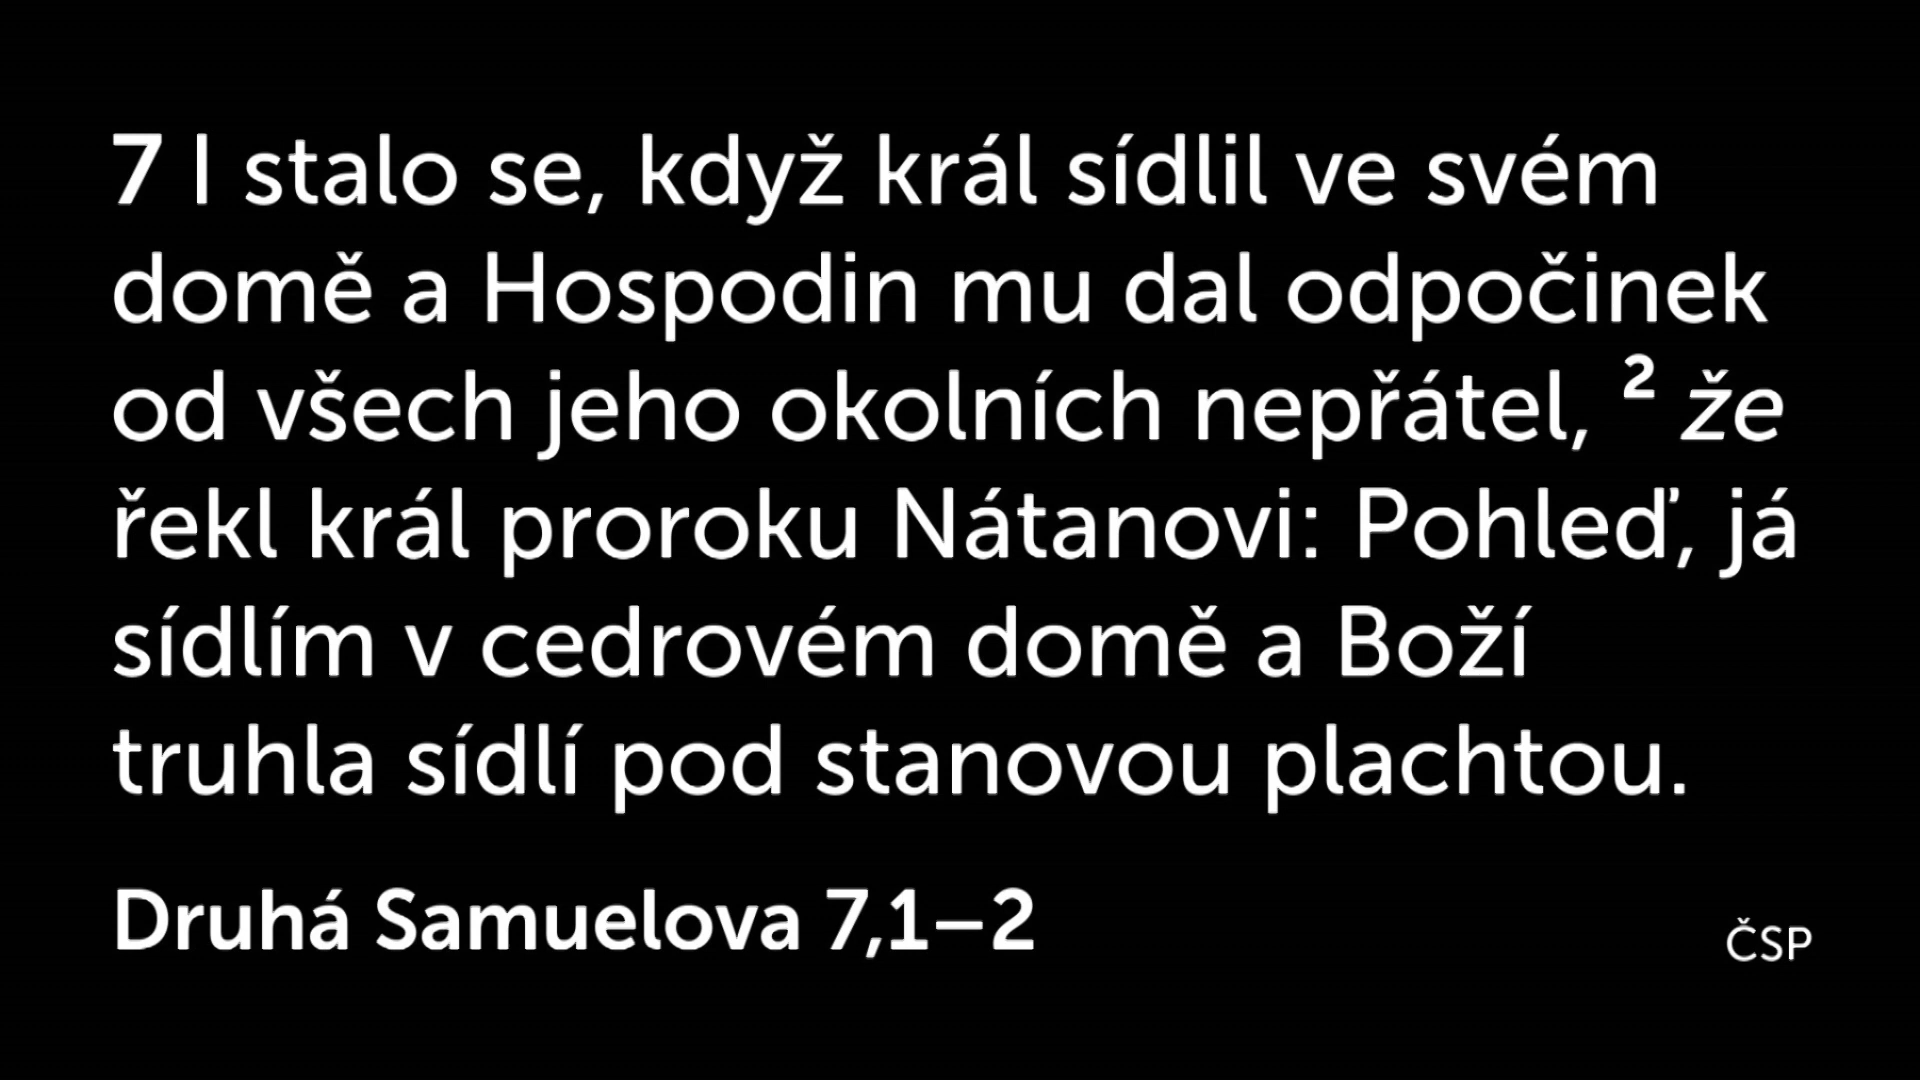 7 I stalo se, když král sídlil ve svém
domě a Hospodin mu dal odpočinek
od všech jeho okolních nepřátel, ² že
řekl král proroku Nátanovi: Pohleď, já
sídlím v cedrovém domě a Boží
truhla sídlí pod stanovou plachtou.
Druhá Samuelova 7,1–2
ČSP